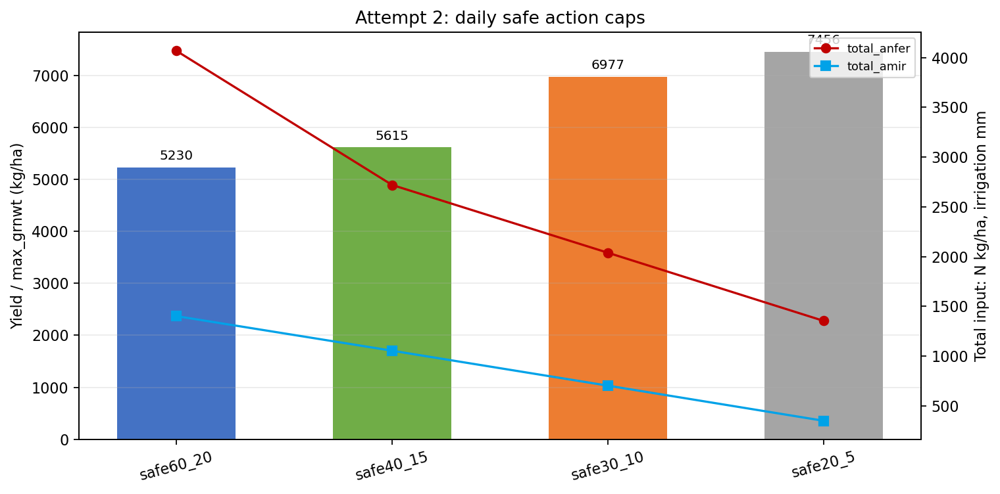 Attempt 2: daily safe action caps
Yield / max_grnwt (kg/ha)
7000
6000
5000
4000
3000
2000
1000
0
5230
5615
6977
7456
total_anfer
total_amir
4000
3500
3000
2500
2000
1500
1000
500
Total input: N kg/ha, irrigation mm
safe60_20
safe40_15
safe30_10
safe20_5